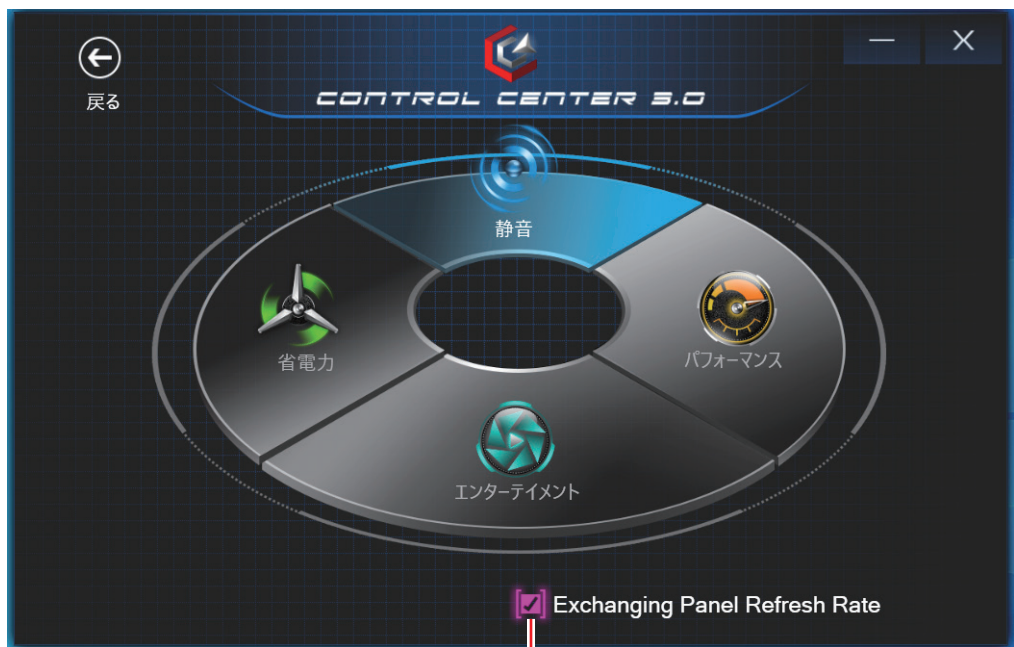 戻る
CONTROL CENTER 3.0
静音
省電力
パフォーマンス
エンターテイメント
Exchanging Panel Refresh Rate